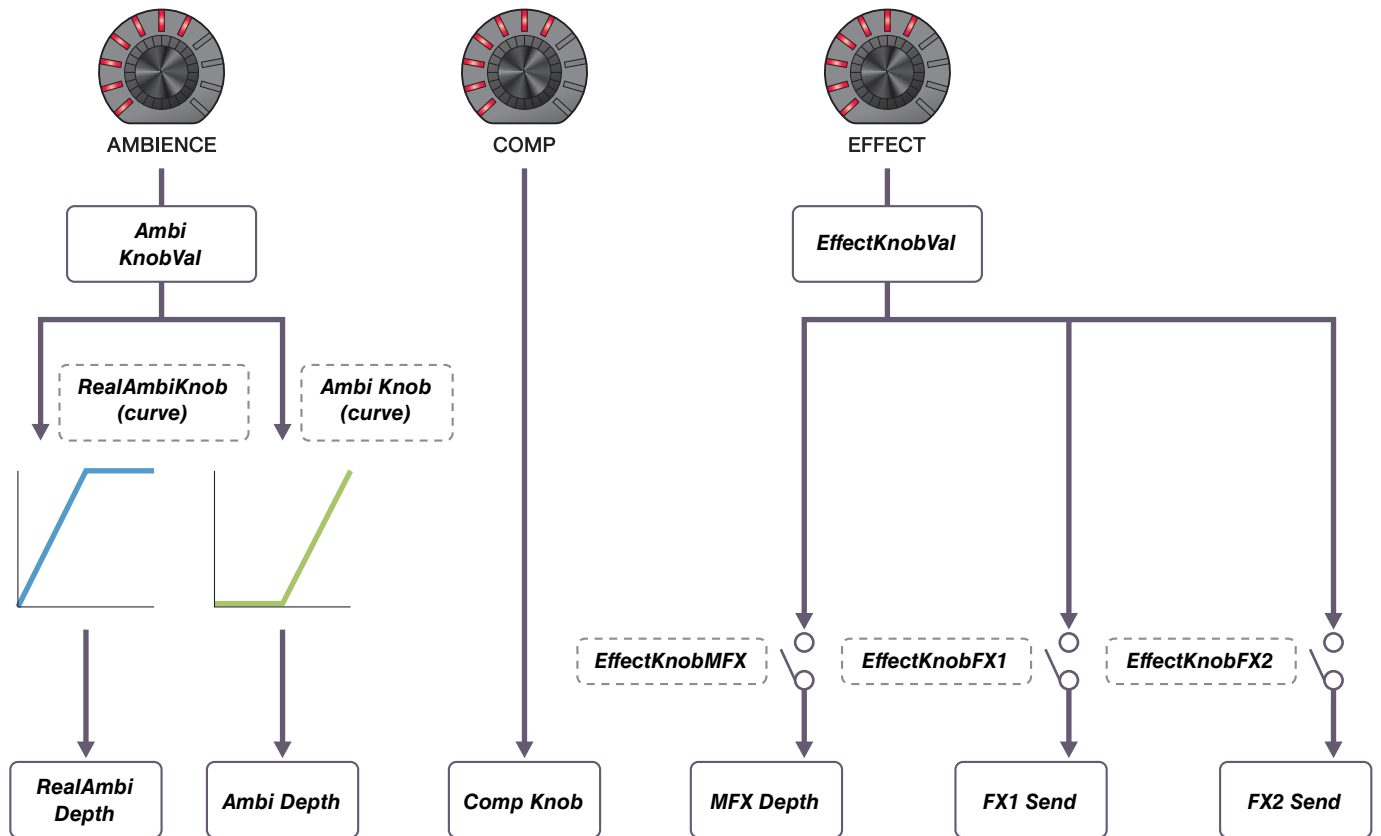 AMBIENCE
COMP
EFFECT
Ambi
KnobVal
EffectKnobVal
RealAmbiKnob
(curve)
Ambi Knob
(curve)
EffectKnobMFX
EffectKnobFX1
EffectKnobFX2
RealAmbi
Depth
Ambi Depth
Comp Knob
MFX Depth
FX1 Send
FX2 Send